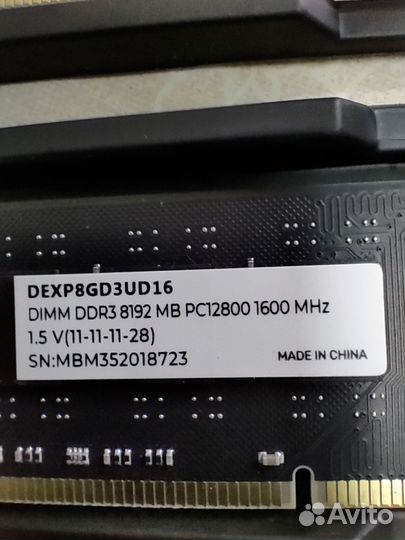 DEXP8GD3UD16
DIMM DDR3 8192 MB PC12800 1600 MHz
1.5 V(11-11-11-28)
SN:MBM352018723
MADE IN CHINA
Avito